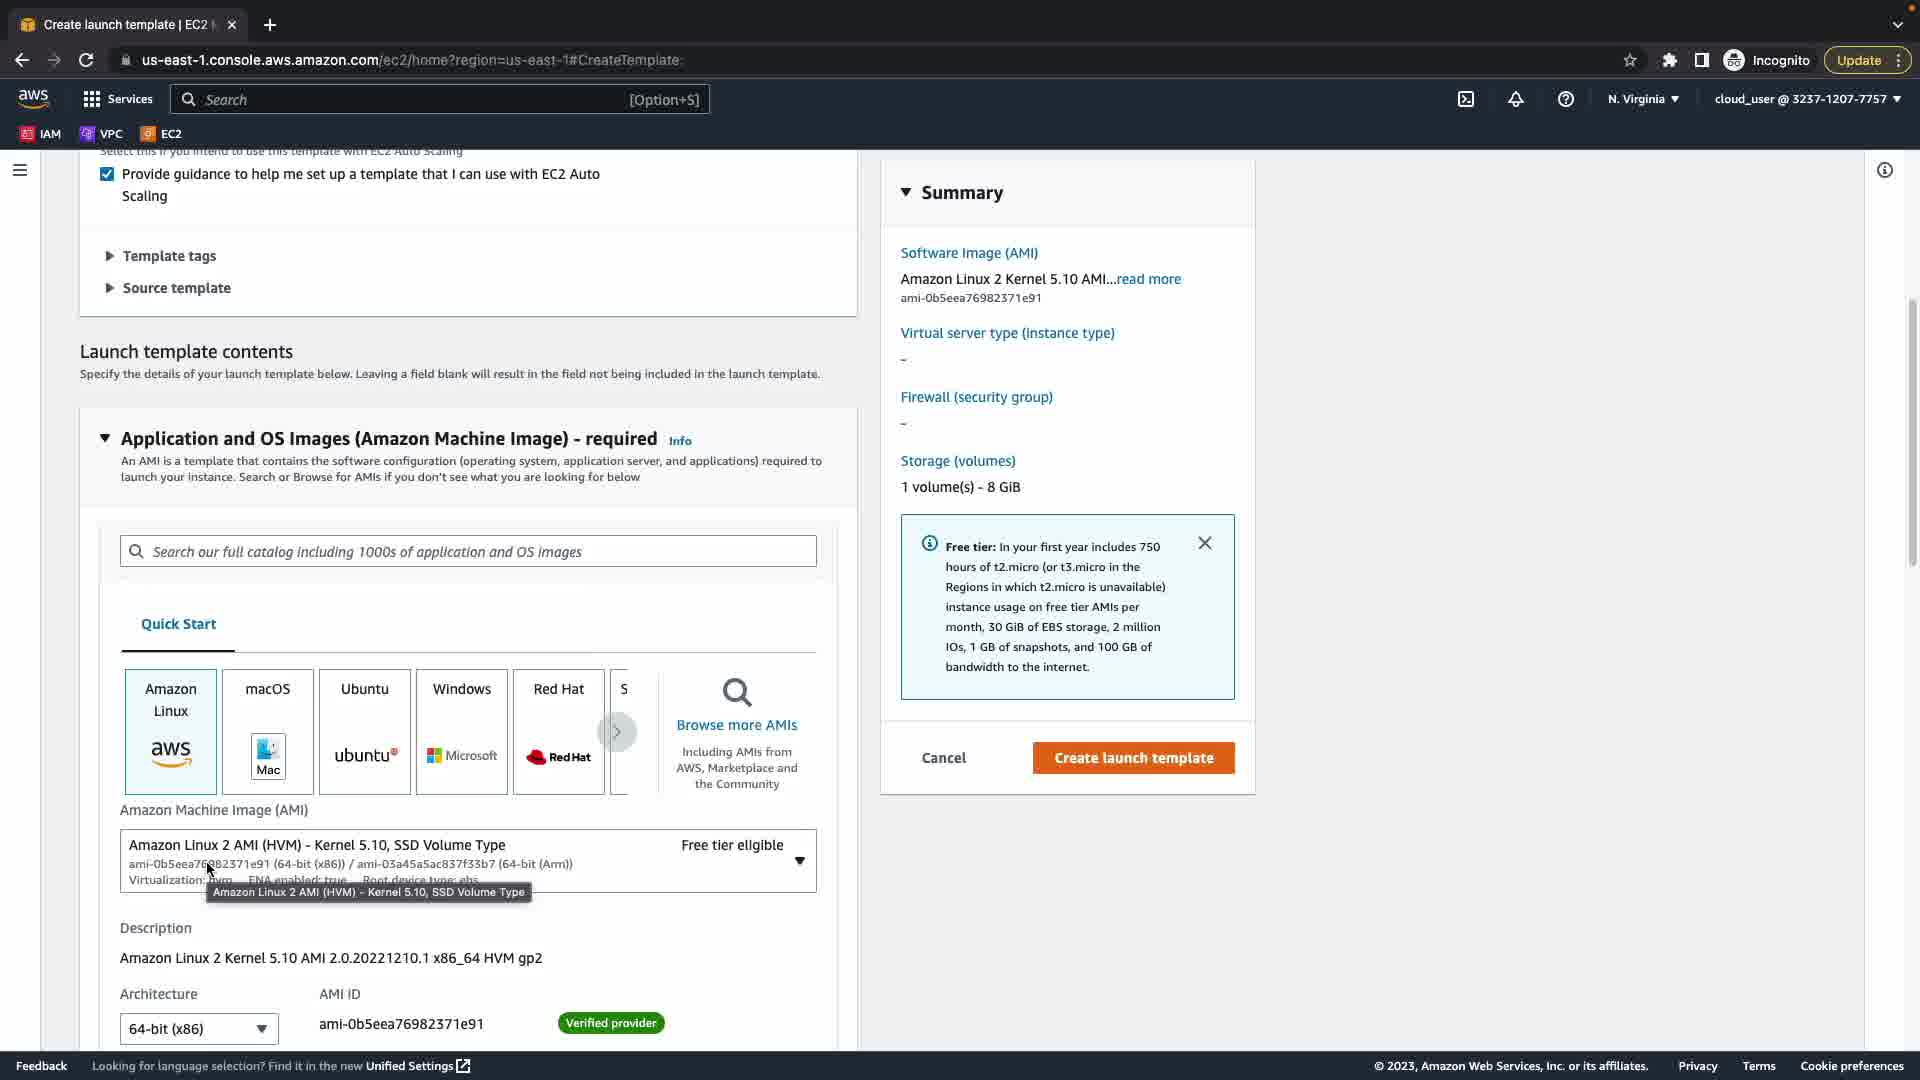 Create launch template | EC2
us-east-1.console.aws.amazon.com/ec2/home?region=us-east-1#CreateTemplate:
Incognito
Update
aws
Services
Search
[Option+S]
N. Virginia
cloud_user @ 3237-1207-7757
IAM
VPC
EC2
Select this if you intend to use this template with EC2 Auto Scaling
Provide guidance to help me set up a template that I can use with EC2 Auto
Scaling
Template tags
Source template
Launch template contents
Specify the details of your launch template below. Leaving a field blank will result in the field not being included in the launch template.
Application and OS Images (Amazon Machine Image) - required Info
An AMI is a template that contains the software configuration (operating system, application server, and applications) required to
launch your instance. Search or Browse for AMIs if you don't see what you are looking for below
Search our full catalog including 1000s of application and OS images
Quick Start
Amazon
Linux
aws
macOS
Mac
Ubuntu
ubuntu
Windows
Microsoft
Red Hat
Red Hat
S
Browse more AMIs
Including AMIs from
AWS, Marketplace and
the Community
Amazon Machine Image (AMI)
Amazon Linux 2 AMI (HVM) - Kernel 5.10, SSD Volume Type
Free tier eligible
ami-0b5eea76982371e91 (64-bit (x86)) / ami-03a45a5ac837f33b7 (64-bit (Arm))
Virtualization: hvm ENA enabled: true Root device type: ebs
Amazon Linux 2 AMI (HVM) - Kernel 5.10, SSD Volume Type
Description
Amazon Linux 2 Kernel 5.10 AMI 2.0.20221210.1 x86_64 HVM gp2
Architecture
AMI ID
64-bit (x86)
ami-0b5eea76982371e91
Verified provider
Summary
Software Image (AMI)
Amazon Linux 2 Kernel 5.10 AMI...read more
ami-0b5eea76982371e91
Virtual server type (instance type)
-
Firewall (security group)
-
Storage (volumes)
1 volume(s) - 8 GiB
Free tier: In your first year includes 750
hours of t2.micro (or t3.micro in the
Regions in which t2.micro is unavailable)
instance usage on free tier AMIs per
month, 30 GiB of EBS storage, 2 million
IOs, 1 GB of snapshots, and 100 GB of
bandwidth to the internet.
Cancel
Create launch template
Feedback
Looking for language selection? Find it in the new Unified Settings
© 2023, Amazon Web Services, Inc. or its affiliates.
Privacy
Terms
Cookie preferences